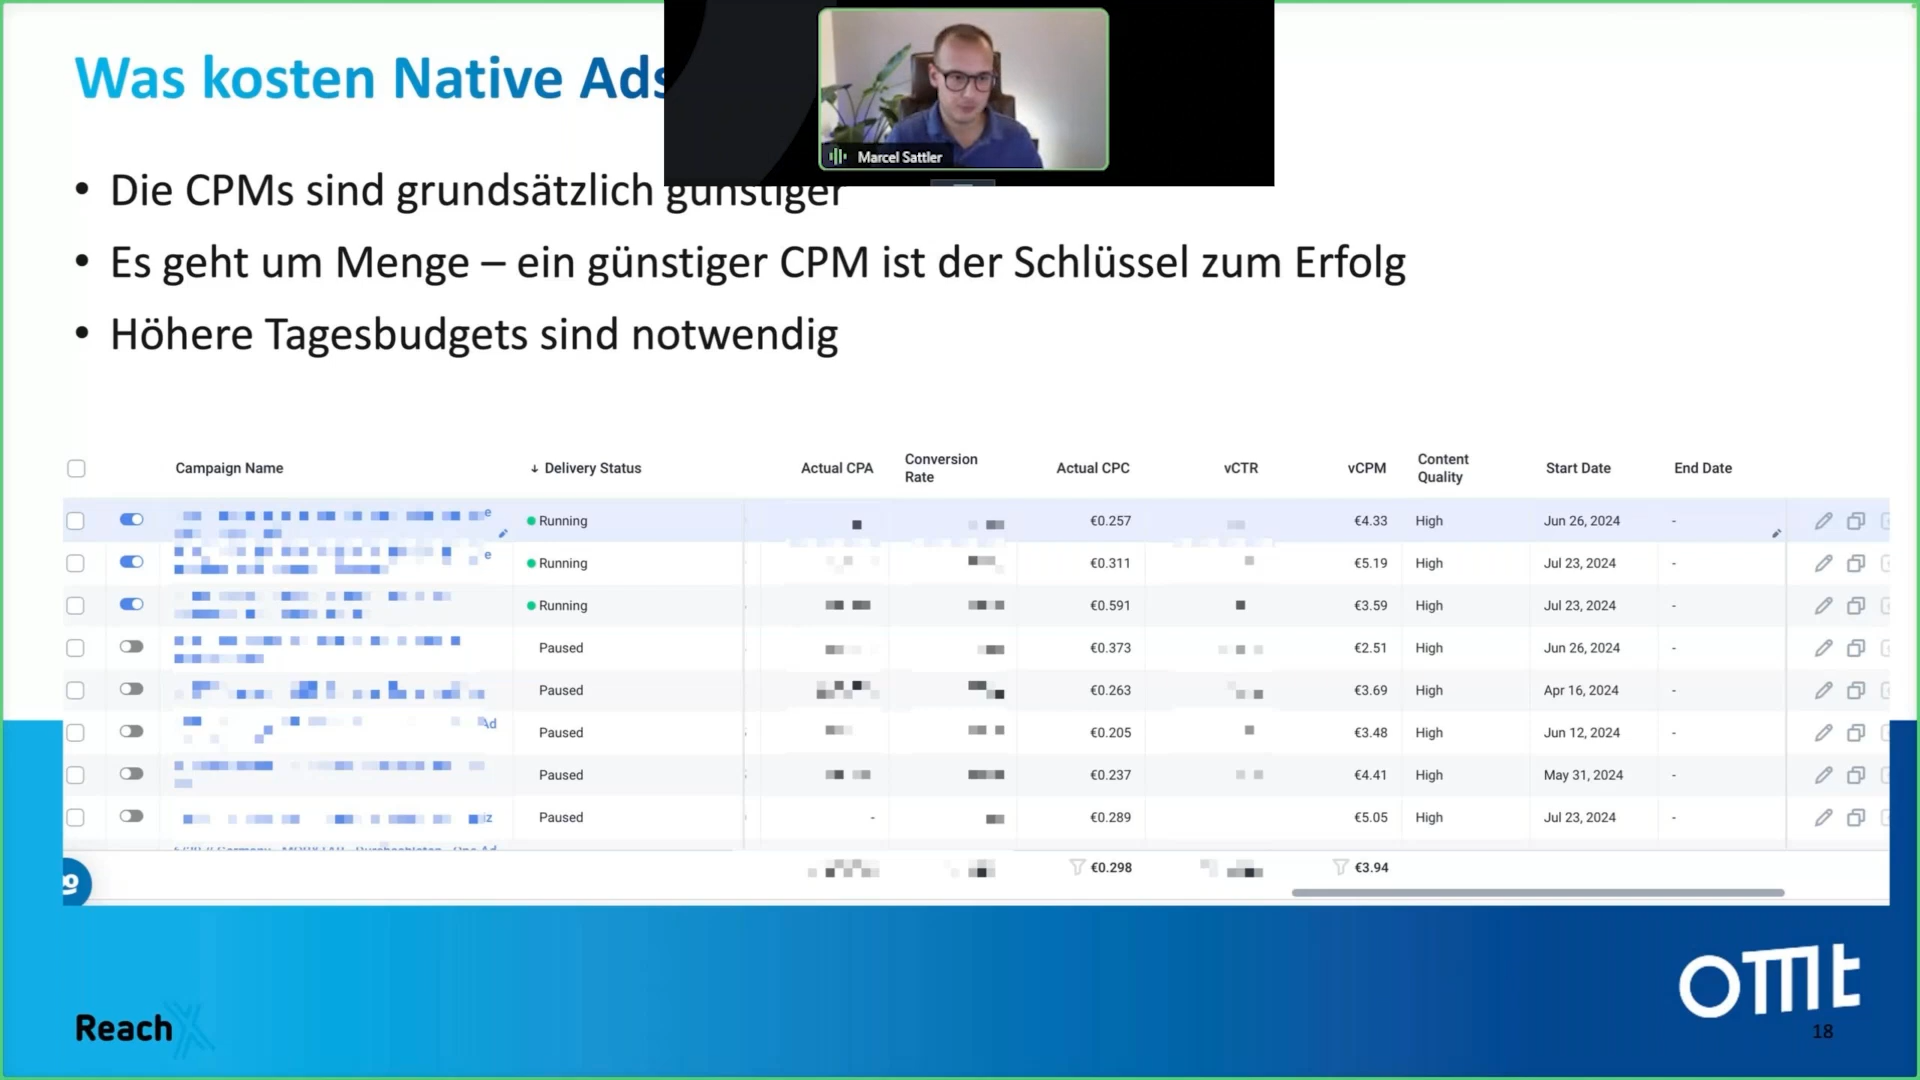 Was kosten Native Ads
Marcel Sattler
• Die CPMs sind grundsätzlich günstiger
• Es geht um Menge – ein günstiger CPM ist der Schlüssel zum Erfolg
• Höhere Tagesbudgets sind notwendig
Campaign Name ↓ Delivery Status Actual CPA Conversion Rate Actual CPC vCTR vCPM Content Quality Start Date End Date
e Running €0.257 €4.33 High Jun 26, 2024 -
e Running €0.311 €5.19 High Jul 23, 2024 -
Running €0.591 €3.59 High Jul 23, 2024 -
Paused €0.373 €2.51 High Jun 26, 2024 -
Paused €0.263 €3.69 High Apr 16, 2024 -
Ad Paused €0.205 €3.48 High Jun 12, 2024 -
Paused €0.237 €4.41 High May 31, 2024 -
iz Paused - €0.289 €5.05 High Jul 23, 2024 -
€0.298 €3.94
ReachX
omt
18